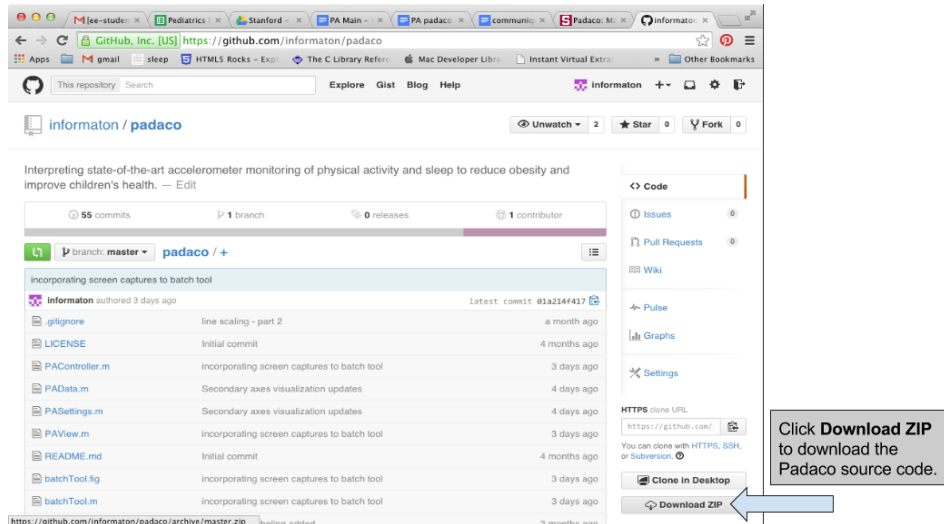 M [ee-studen
Pediatrics
Stanford -
PA Main -
PA padaco
communiq
Padaco: Ma
informaton
GitHub, Inc. [US] https://github.com/informaton/padaco
Apps gmail sleep HTML5 Rocks - Expl The C Library Refere Mac Developer Libra Instant Virtual Extra » Other Bookmarks
This repository Search Explore Gist Blog Help informaton
informaton / padaco Unwatch 2 Star 0 Fork 0
Interpreting state-of-the-art accelerometer monitoring of physical activity and sleep to reduce obesity and
improve children's health. — Edit
55 commits 1 branch 0 releases 1 contributor
branch: master padaco / +
incorporating screen captures to batch tool
informaton authored 3 days ago latest commit 01a214f417
.gitignore line scaling - part 2 a month ago
LICENSE Initial commit 4 months ago
PAController.m incorporating screen captures to batch tool 3 days ago
PAData.m Secondary axes visualization updates 4 days ago
PASettings.m Secondary axes visualization updates 4 days ago
PAView.m incorporating screen captures to batch tool 3 days ago
README.md Initial commit 4 months ago
batchTool.fig incorporating screen captures to batch tool 3 days ago
batchTool.m incorporating screen captures to batch tool 3 days ago
https://github.com/informaton/padaco/archive/master.zip
<> Code
Issues 0
Pull Requests 0
Wiki
Pulse
Graphs
Settings
HTTPS clone URL
https://github.com/
You can clone with HTTPS, SSH,
or Subversion.
Clone in Desktop
Download ZIP
Click Download ZIP
to download the
Padaco source code.